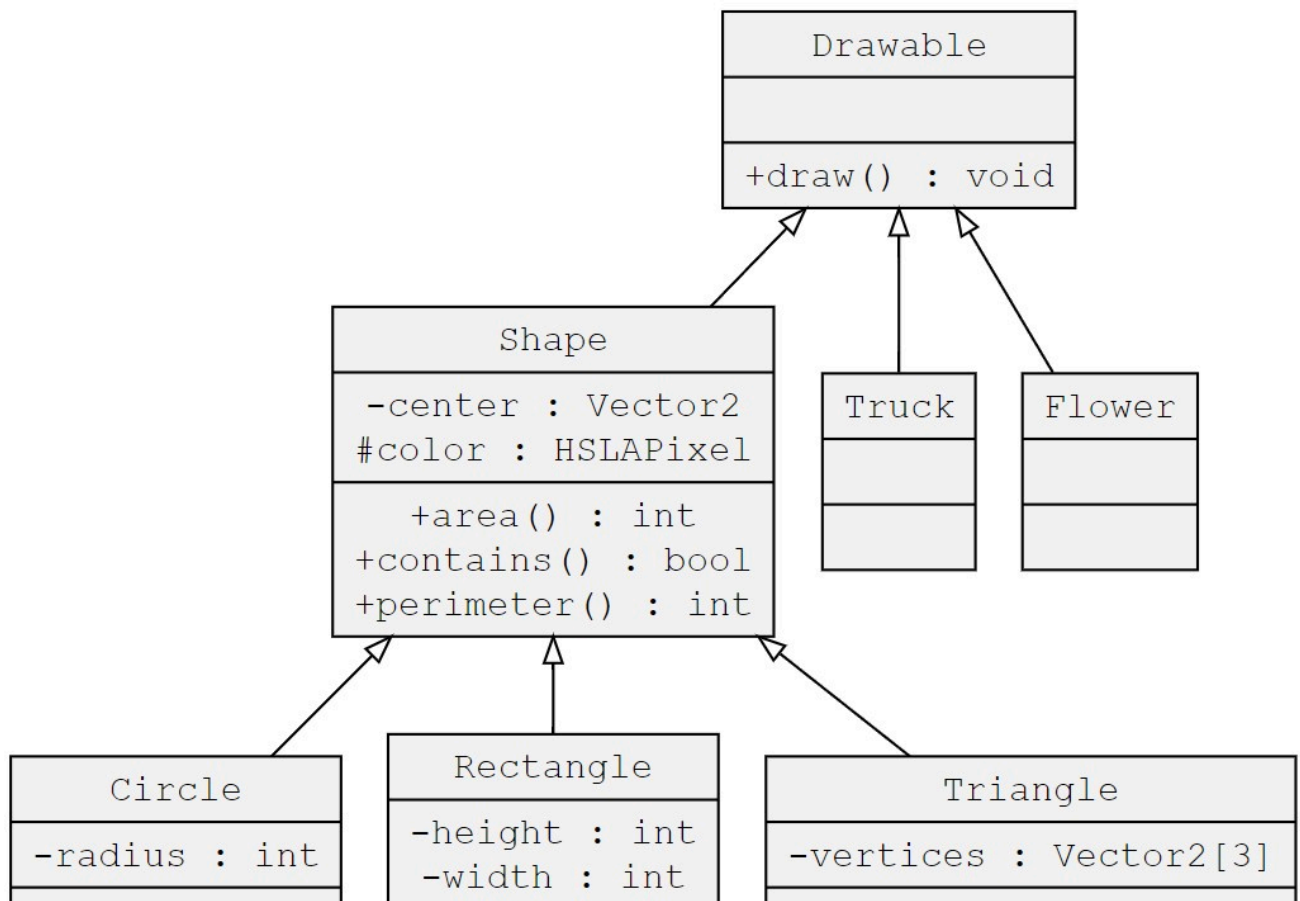 Drawable
+draw() : void
Shape
-center : Vector2
#color : HSLAPixel
+area() : int
+contains() : bool
+perimeter() : int
Truck
Flower
Circle
-radius : int
Rectangle
-height : int
-width : int
Triangle
-vertices : Vector2[3]